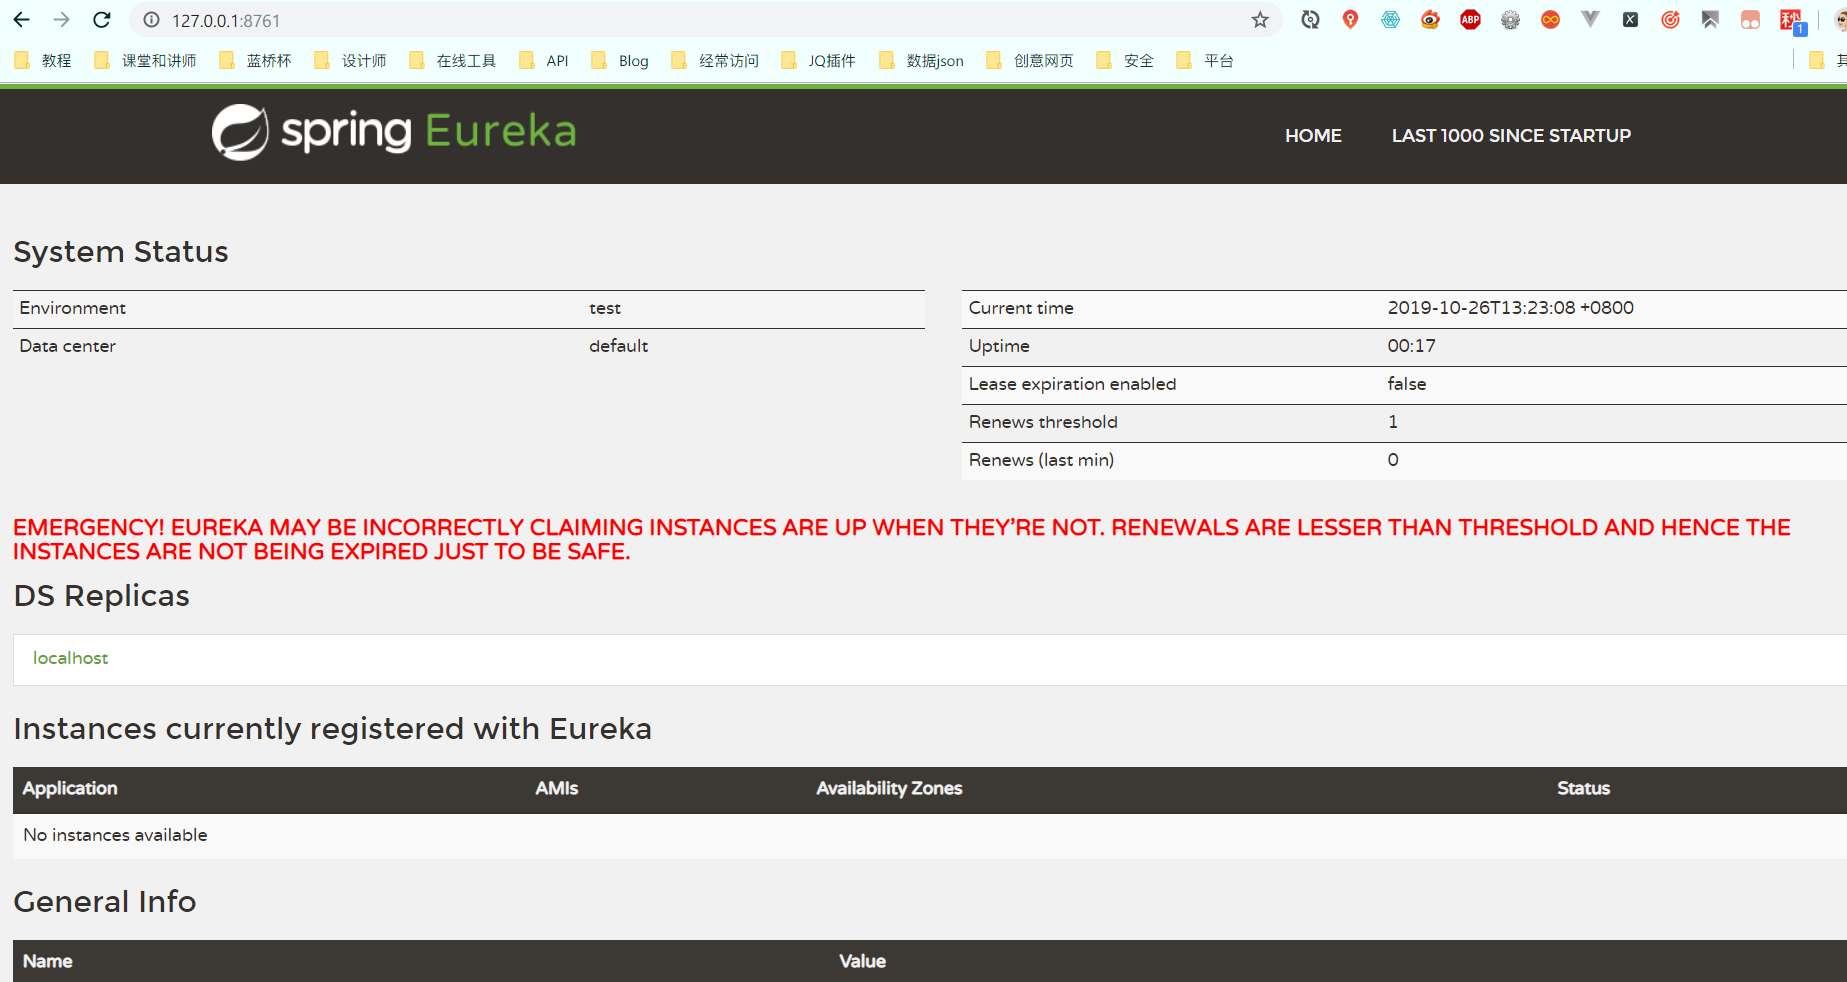 127.0.0.1:8761
ABP
秒
1
教程 课堂和讲师 蓝桥杯 设计师 在线工具 API Blog 经常访问 JQ插件 数据json 创意网页 安全 平台
spring Eureka
HOME LAST 1000 SINCE STARTUP
System Status
Environment test
Data center default
Current time 2019-10-26T13:23:08 +0800
Uptime 00:17
Lease expiration enabled false
Renews threshold 1
Renews (last min) 0
EMERGENCY! EUREKA MAY BE INCORRECTLY CLAIMING INSTANCES ARE UP WHEN THEY’RE NOT. RENEWALS ARE LESSER THAN THRESHOLD AND HENCE THE
INSTANCES ARE NOT BEING EXPIRED JUST TO BE SAFE.
DS Replicas
localhost
Instances currently registered with Eureka
Application AMIs Availability Zones Status
No instances available
General Info
Name Value